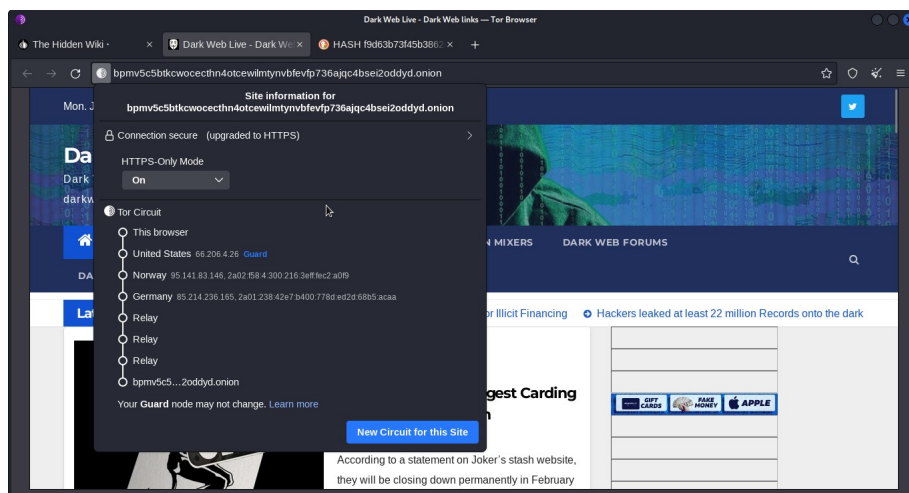 Dark Web Live - Dark Web links — Tor Browser
The Hidden Wiki -
Dark Web Live - Dark We
HASH f9d63b73f45b3862
bpmv5c5btkcwocecthn4otcewilmtynvbfevfp736ajqc4bsei2oddyd.onion
Mon. J
Site information for
bpmv5c5btkcwocecthn4otcewilmtynvbfevfp736ajqc4bsei2oddyd.onion
Connection secure (upgraded to HTTPS)
HTTPS-Only Mode
On
Tor Circuit
This browser
United States 66.206.4.26 Guard
Norway 95.141.83.146, 2a02:f58:4:300:216:3eff:fec2:a0f9
Germany 85.214.236.165, 2a01:238:42e7:b400:778d:ed2d:68b5:acaa
Relay
Relay
Relay
bpmv5c5…2oddyd.onion
Your Guard node may not change. Learn more
New Circuit for this Site
Da
Dark
darkw
N MIXERS DARK WEB FORUMS
DA
Lat
or Illicit Financing Hackers leaked at least 22 million Records onto the dark
gest Carding
According to a statement on Joker's stash website,
they will be closing down permanently in February
GIFT CARDS FAKE MONEY APPLE